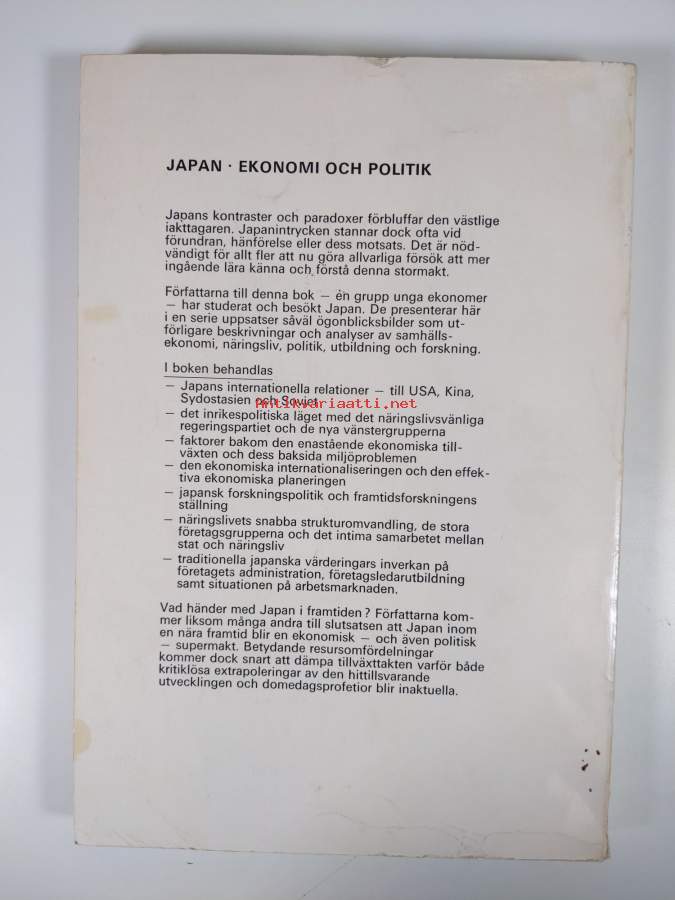 JAPAN · EKONOMI OCH POLITIK
Japans kontraster och paradoxer förbluffar den västlige
iakttagaren. Japanintrycken stannar dock ofta vid
förundran, hänförelse eller dess motsats. Det är nöd-
vändigt för allt fler att nu göra allvarliga försök att mer
ingående lära känna och förstå denna stormakt.
Författarna till denna bok — en grupp unga ekonomer
— har studerat och besökt Japan. De presenterar här
i en serie uppsatser såväl ögonblicksbilder som ut-
förligare beskrivningar och analyser av samhälls-
ekonomi, näringsliv, politik, utbildning och forskning.
I boken behandlas
— Japans internationella relationer — till USA, Kina,
Sydostasien och Sovjet
antikvariaatti.net
— det inrikespolitiska läget med det näringslivsvänliga
regeringspartiet och de nya vänstergrupperna
— faktorer bakom den enastående ekonomiska till-
växten och dess baksida miljöproblemen
— den ekonomiska internationaliseringen och den effek-
tiva ekonomiska planeringen
— japansk forskningspolitik och framtidsforskningens
ställning
— näringslivets snabba strukturomvandling, de stora
företagsgrupperna och det intima samarbetet mellan
stat och näringsliv
— traditionella japanska värderingars inverkan på
företagets administration, företagsledarutbildning
samt situationen på arbetsmarknaden.
Vad händer med Japan i framtiden? Författarna kom-
mer liksom många andra till slutsatsen att Japan inom
en nära framtid blir en ekonomisk — och även politisk
— supermakt. Betydande resursomfördelningar
kommer dock snart att dämpa tillväxttakten varför både
kritiklösa extrapoleringar av den hittillsvarande
utvecklingen och domedagsprofetior blir inaktuella.